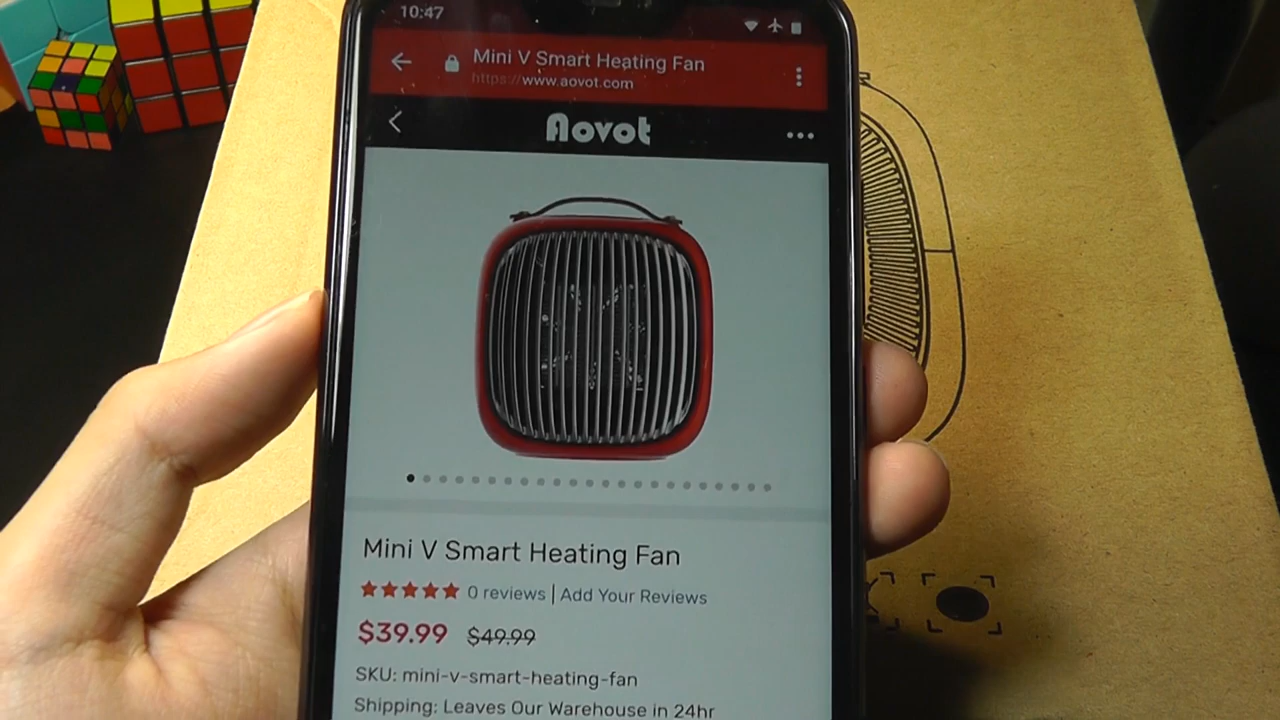 10:47
Mini V Smart Heating Fan
https://www.aovot.com
Aovot
Mini V Smart Heating Fan
0 reviews | Add Your Reviews
$39.99 $49.99
SKU: mini-v-smart-heating-fan
Shipping: Leaves Our Warehouse in 24hr